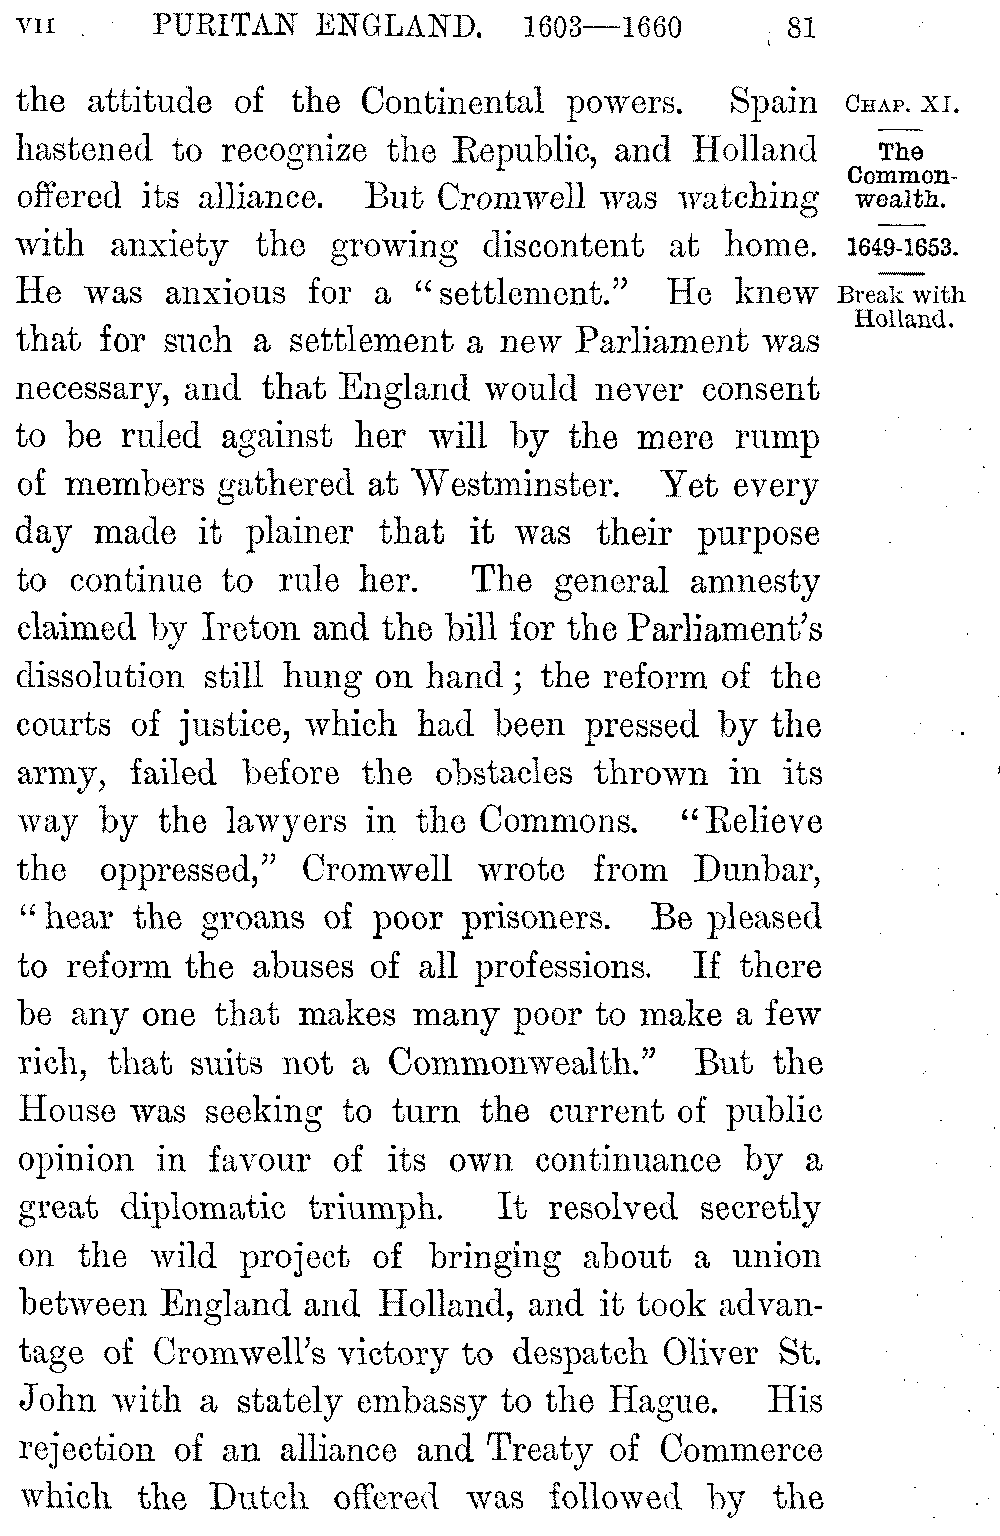 VII PURITAN ENGLAND. 1603—1660 81
the attitude of the Continental powers. Spain
hastened to recognize the Republic, and Holland
offered its alliance. But Cromwell was watching
with anxiety the growing discontent at home.
He was anxious for a “settlement.” He knew
that for such a settlement a new Parliament was
necessary, and that England would never consent
to be ruled against her will by the mere rump
of members gathered at Westminster. Yet every
day made it plainer that it was their purpose
to continue to rule her. The general amnesty
claimed by Ireton and the bill for the Parliament’s
dissolution still hung on hand; the reform of the
courts of justice, which had been pressed by the
army, failed before the obstacles thrown in its
way by the lawyers in the Commons. “Relieve
the oppressed,” Cromwell wrote from Dunbar,
“hear the groans of poor prisoners. Be pleased
to reform the abuses of all professions. If there
be any one that makes many poor to make a few
rich, that suits not a Commonwealth.” But the
House was seeking to turn the current of public
opinion in favour of its own continuance by a
great diplomatic triumph. It resolved secretly
on the wild project of bringing about a union
between England and Holland, and it took advan-
tage of Cromwell’s victory to despatch Oliver St.
John with a stately embassy to the Hague. His
rejection of an alliance and Treaty of Commerce
which the Dutch offered was followed by the
CHAP. XI.
The
Common-
wealth.
1649-1653.
Break with
Holland.